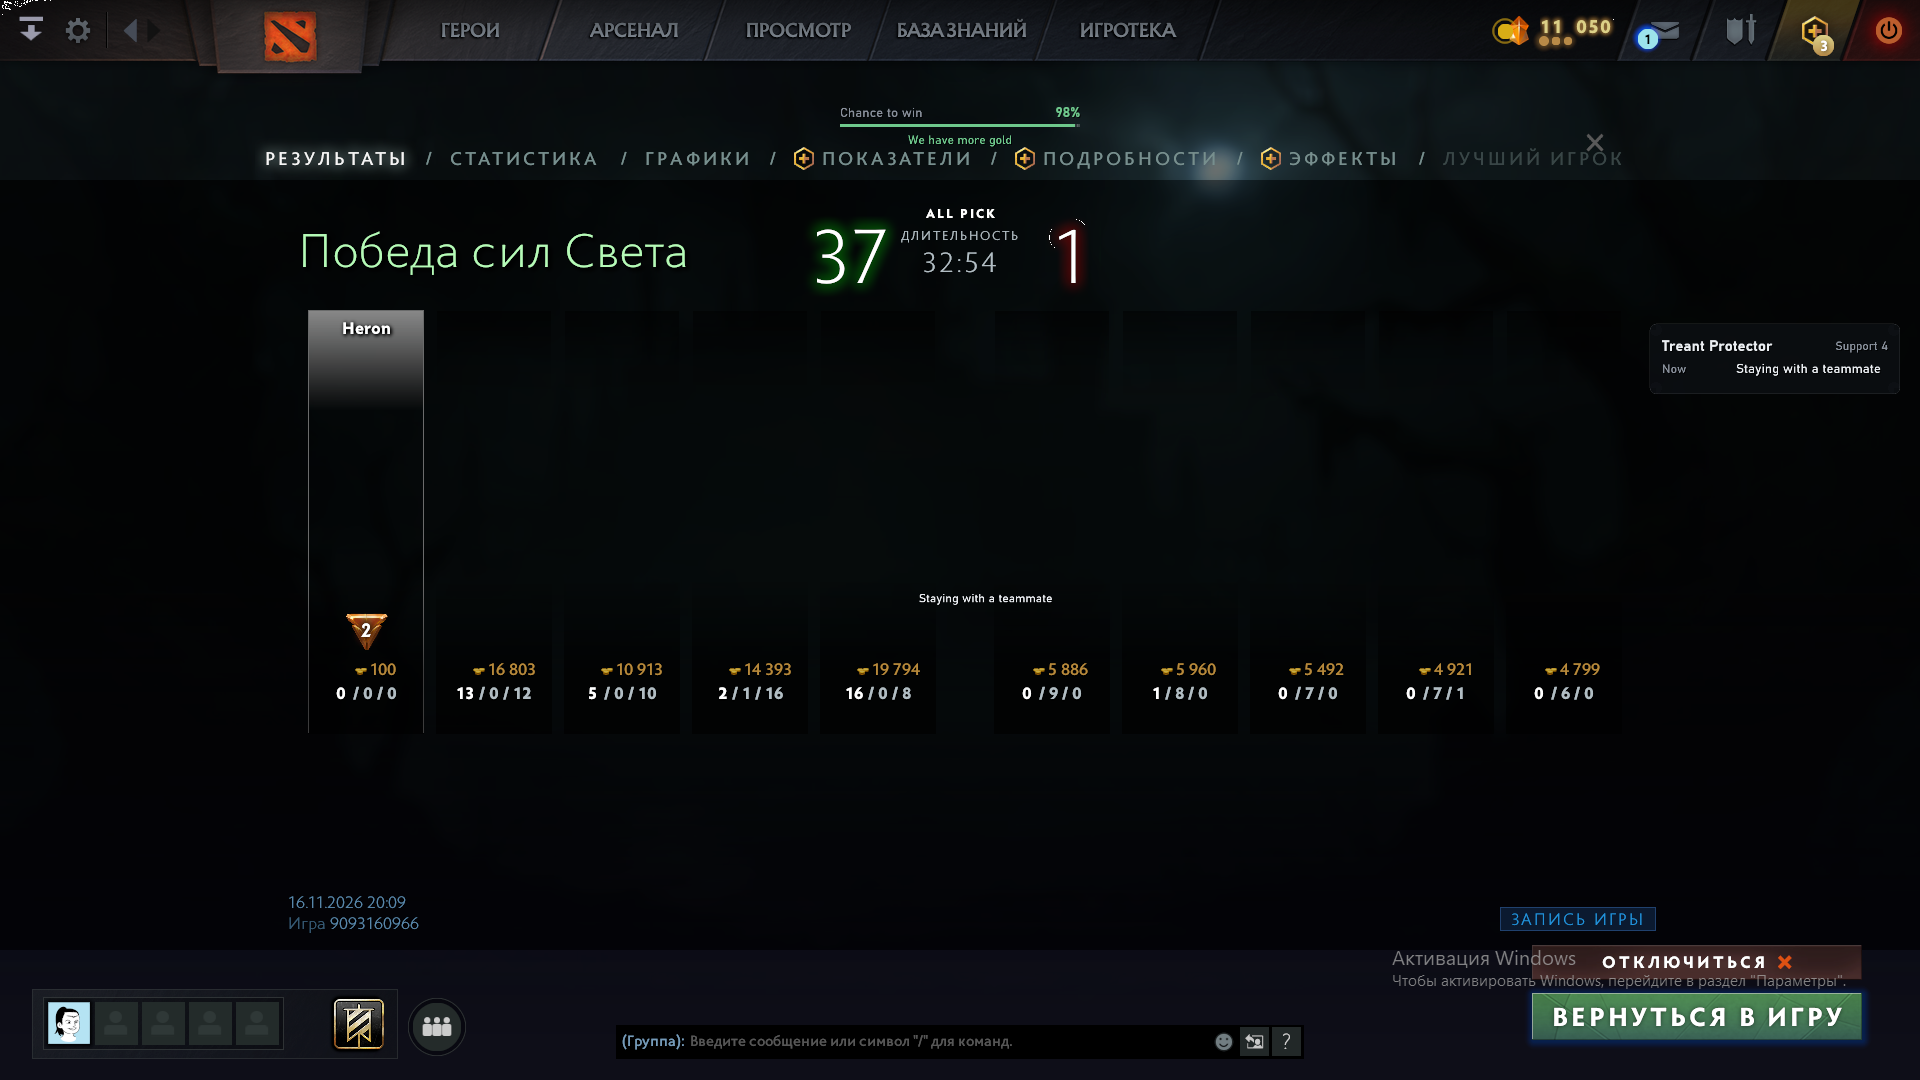 ГЕРОИ
АРСЕНАЛ
ПРОСМОТР
БАЗА ЗНАНИЙ
ИГРОТЕКА
11 050
1
3
Chance to win 98%
We have more gold
РЕЗУЛЬТАТЫ / СТАТИСТИКА / ГРАФИКИ / ПОКАЗАТЕЛИ / ПОДРОБНОСТИ / ЭФФЕКТЫ / ЛУЧШИЙ ИГРОК
Победа сил Света
37
ALL PICK
ДЛИТЕЛЬНОСТЬ
32:54
1
Heron
Treant Protector Support 4
Now Staying with a teammate
Staying with a teammate
2
100 16 803 10 913 14 393 19 794 5 886 5 960 5 492 4 921 4 799
0 / 0 / 0 13 / 0 / 12 5 / 0 / 10 2 / 1 / 16 16 / 0 / 8 0 / 9 / 0 1 / 8 / 0 0 / 7 / 0 0 / 7 / 1 0 / 6 / 0
16.11.2026 20:09
Игра 9093160966
ЗАПИСЬ ИГРЫ
Активация Windows
Чтобы активировать Windows, перейдите в раздел "Параметры".
ОТКЛЮЧИТЬСЯ
ВЕРНУТЬСЯ В ИГРУ
(Группа): Введите сообщение или символ "/" для команд.
?